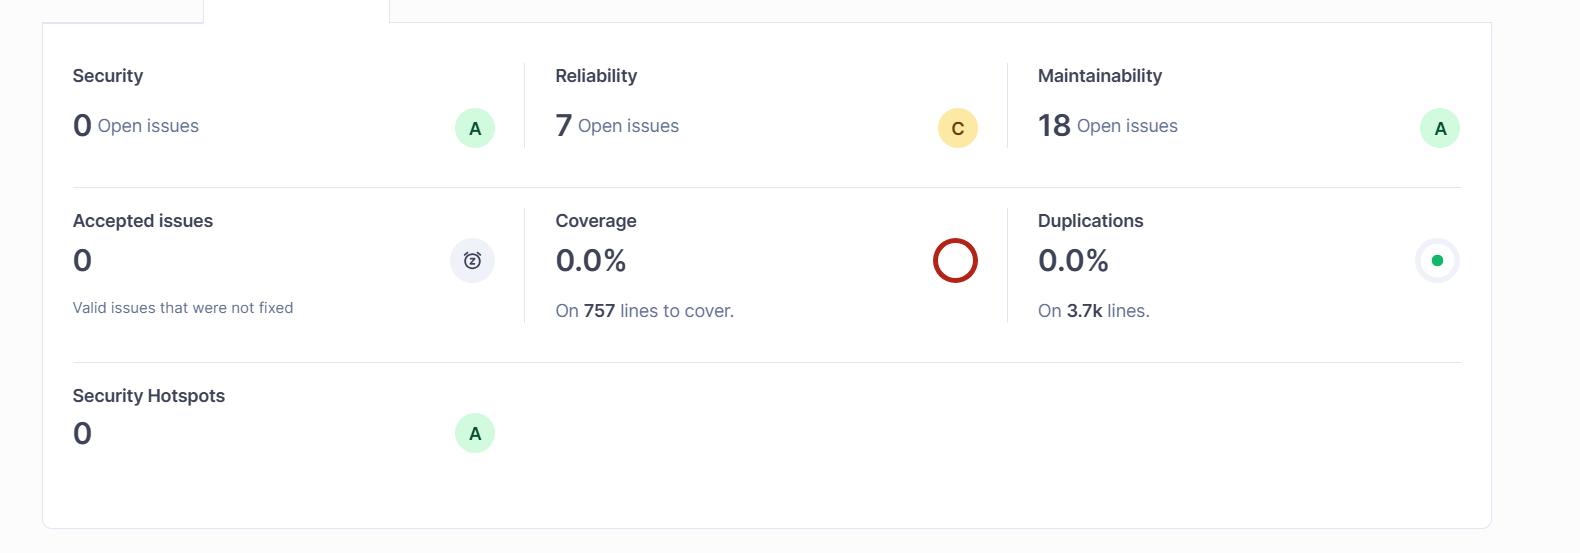 Security
0 Open issues
A
Reliability
7 Open issues
C
Maintainability
18 Open issues
A
Accepted issues
0
Valid issues that were not fixed
Coverage
0.0%
On 757 lines to cover.
Duplications
0.0%
On 3.7k lines.
Security Hotspots
0
A